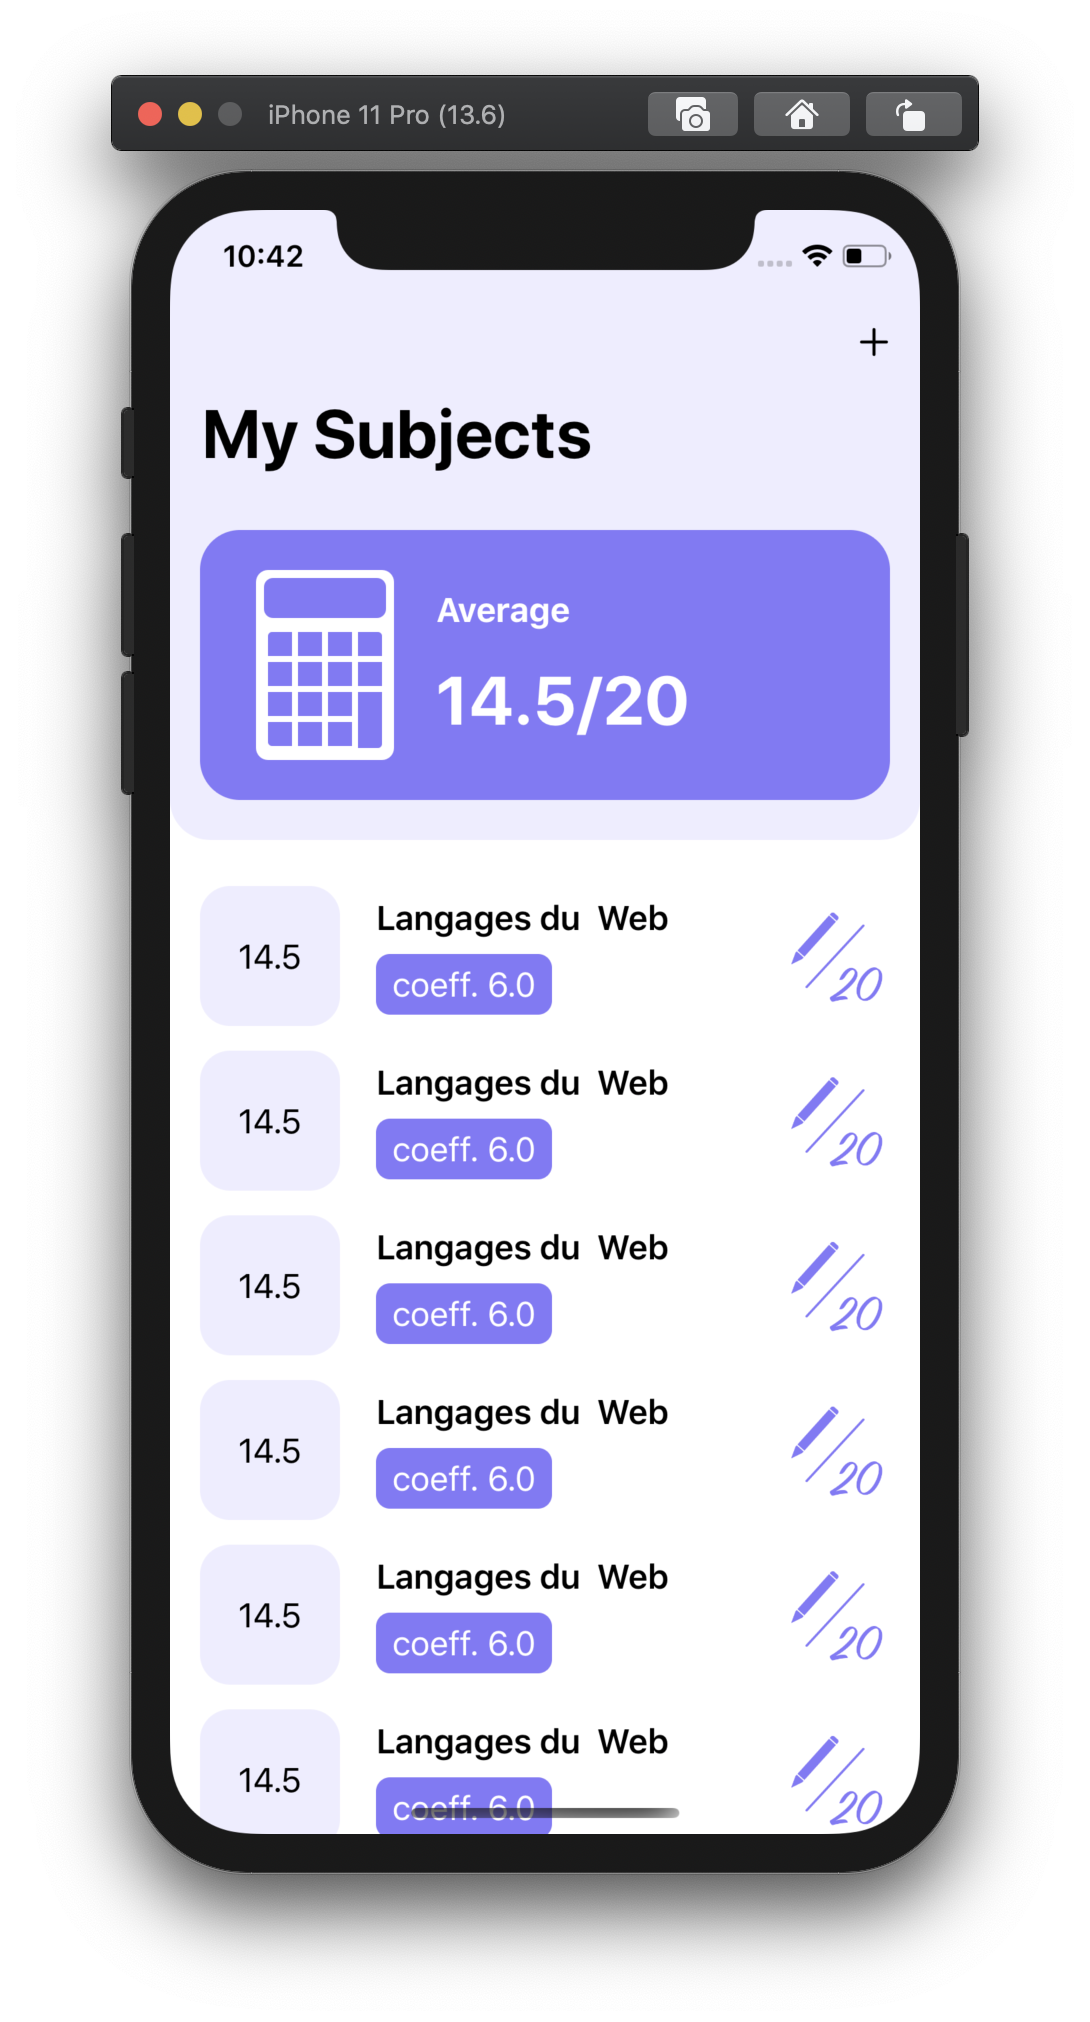 iPhone 11 Pro (13.6)
10:42
+
My Subjects
Average
14.5/20
14.5
Langages du  Web
coeff. 6.0
/20
14.5
Langages du  Web
coeff. 6.0
/20
14.5
Langages du  Web
coeff. 6.0
/20
14.5
Langages du  Web
coeff. 6.0
/20
14.5
Langages du  Web
coeff. 6.0
/20
14.5
Langages du  Web
coeff. 6.0
/20